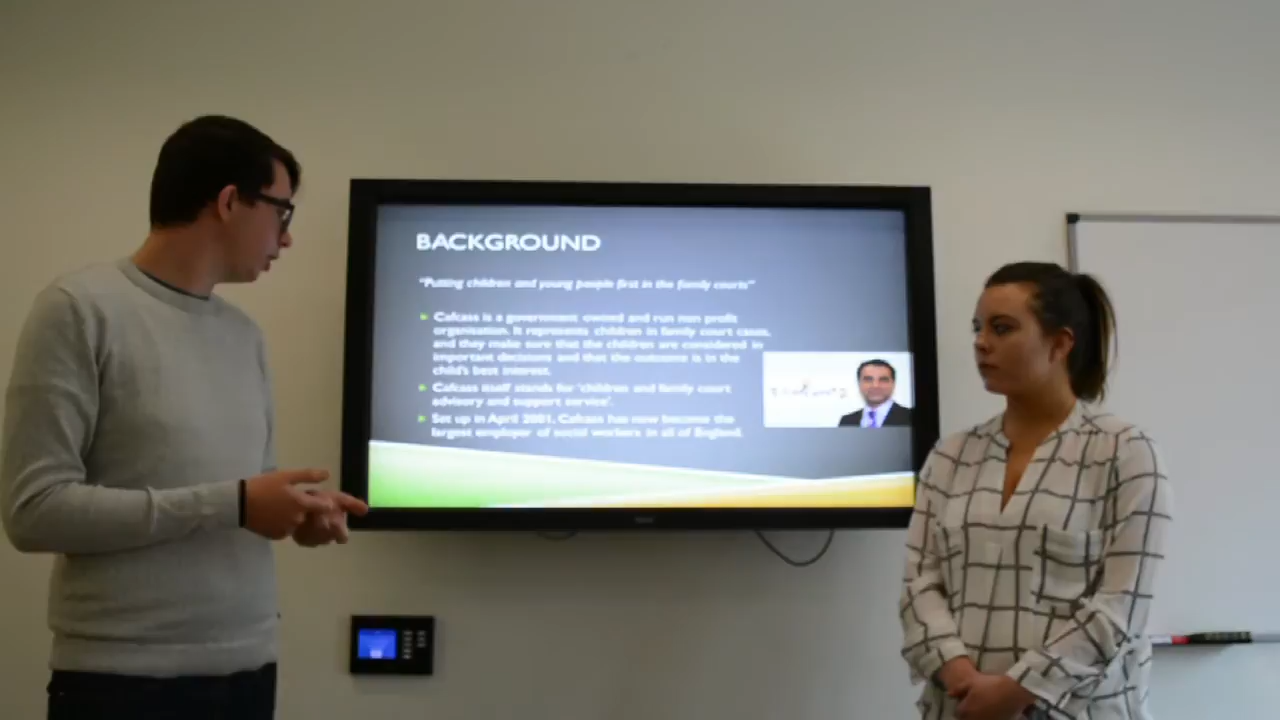 BACKGROUND
"Putting children and young people first in the family courts"
Cafcass is a government owned and run non profit
organisation. It represents children in family court cases,
and they make sure that the children are considered in
important decisions and that the outcome is in the
child's best interest.
Cafcass itself stands for 'children and family court
advisory and support service'.
Set up in April 2001, Cafcass has now become the
largest employer of social workers in all of England.